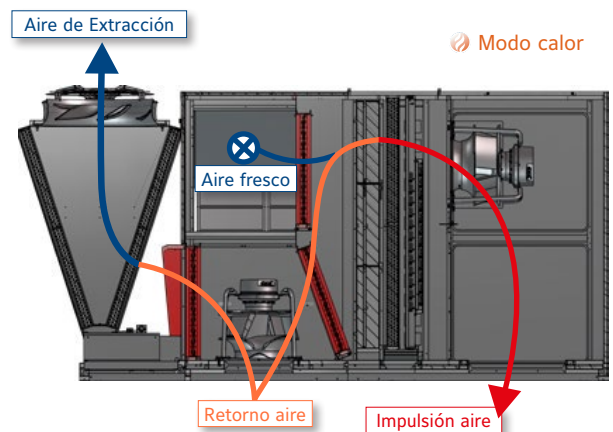 Aire de Extracción
Modo calor
Aire fresco
Retorno aire
Impulsión aire